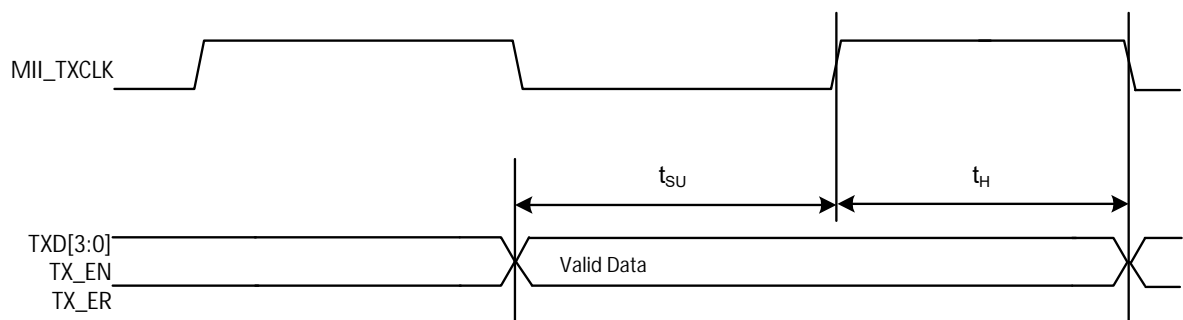 MII_TXCLK
tSU
tH
TXD[3:0]
TX_EN
TX_ER
Valid Data